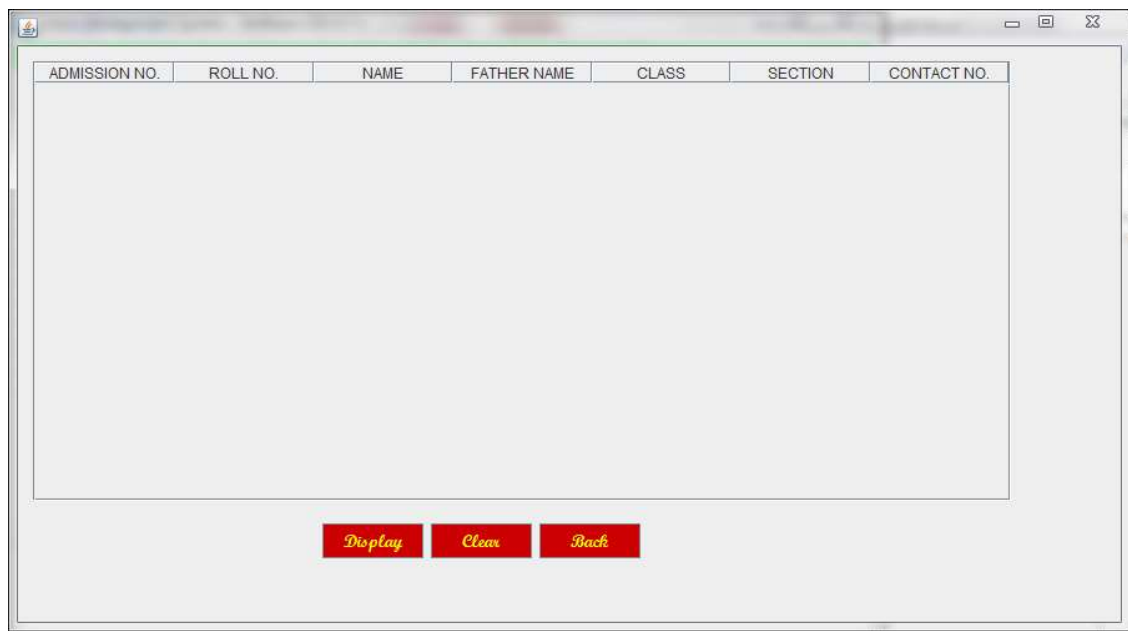 ADMISSION NO. ROLL NO. NAME FATHER NAME CLASS SECTION CONTACT NO.
Display Clear Back